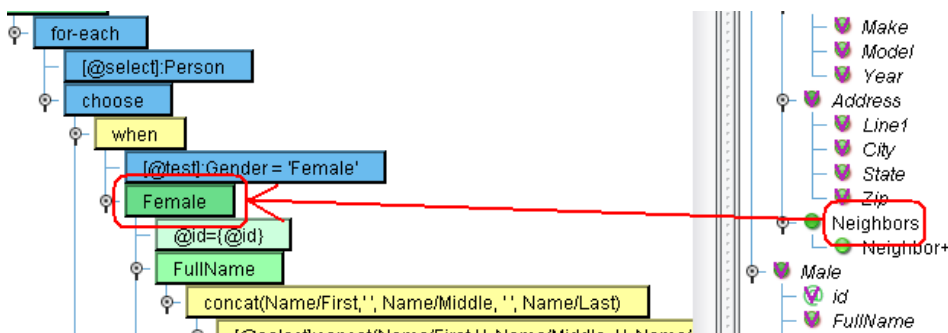 for-each
[@select]:Person
choose
when
[@test]:Gender = 'Female'
Female
@id={@id}
FullName
concat(Name/First,' ', Name/Middle, ' ', Name/Last)
Make
Model
Year
Address
Line1
City
State
Zip
Neighbors
Neighbor+
Male
id
FullName